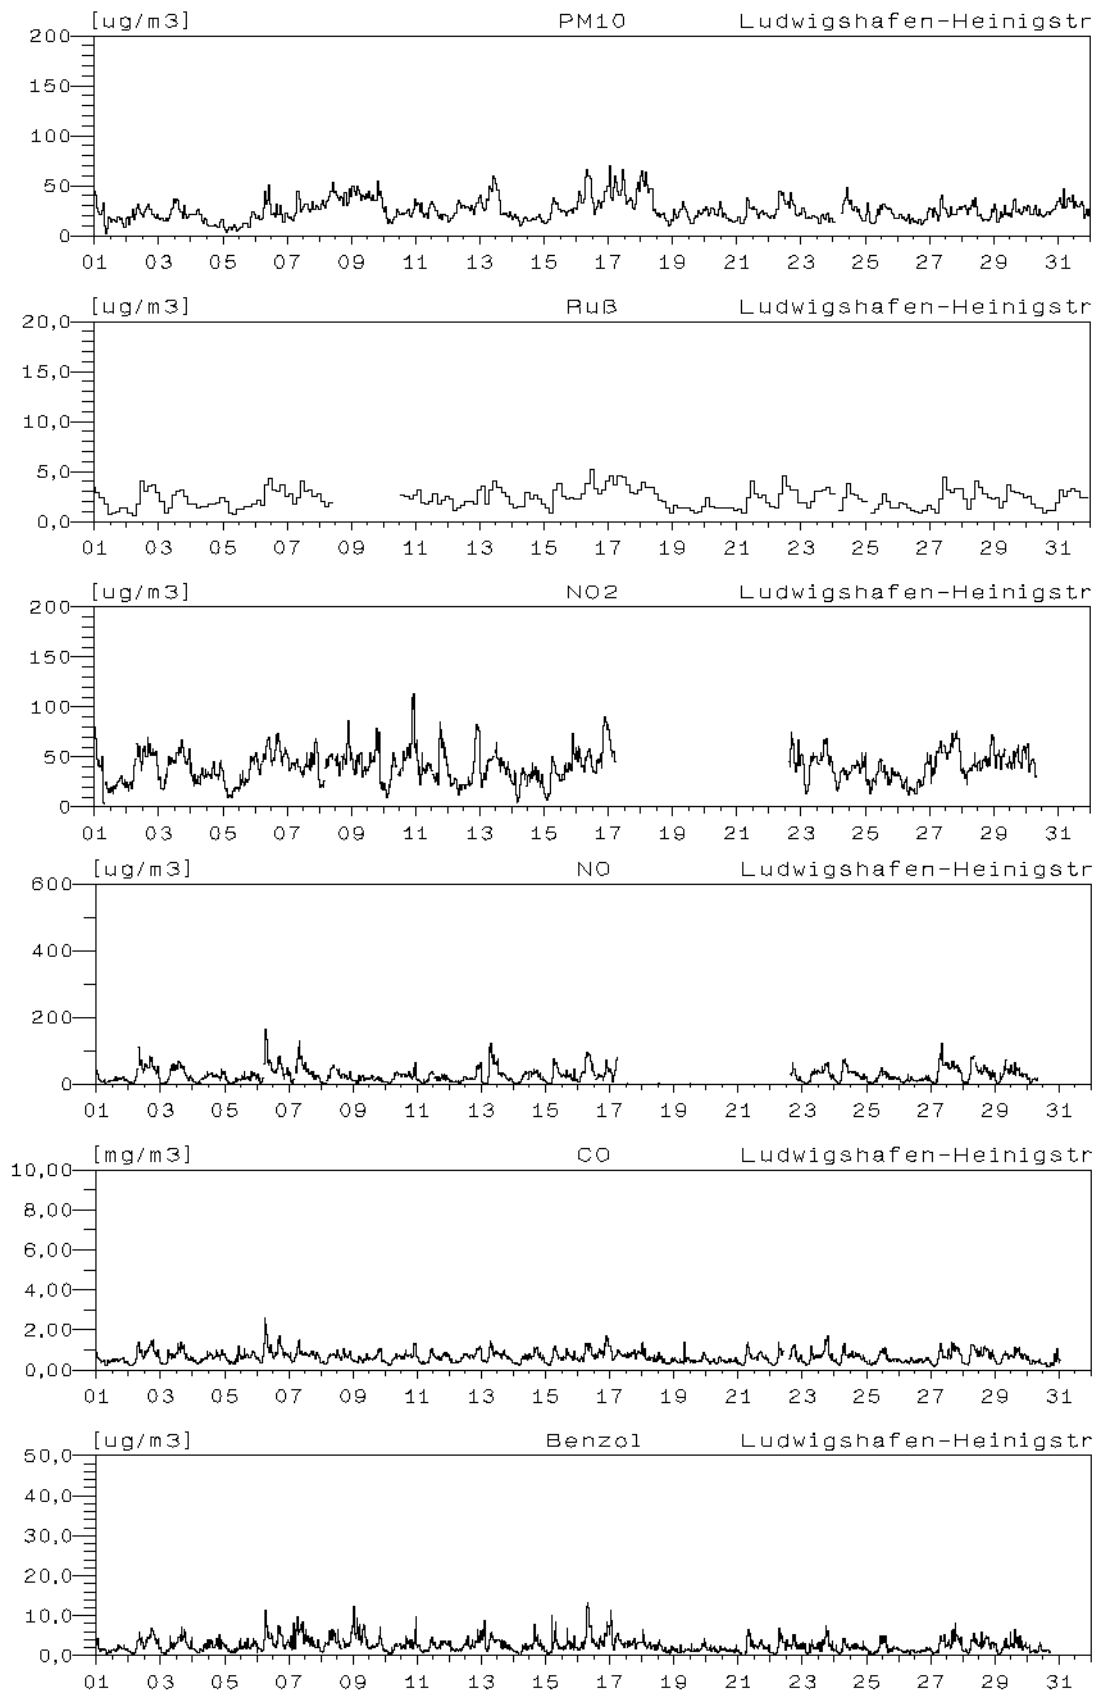 [ug/m3] PM10 Ludwigshafen-Heinigstr
200
150
100
50
0
01 03 05 07 09 11 13 15 17 19 21 23 25 27 29 31
[ug/m3] Ruß Ludwigshafen-Heinigstr
20,0
15,0
10,0
5,0
0,0
01 03 05 07 09 11 13 15 17 19 21 23 25 27 29 31
[ug/m3] NO2 Ludwigshafen-Heinigstr
200
150
100
50
0
01 03 05 07 09 11 13 15 17 19 21 23 25 27 29 31
[ug/m3] NO Ludwigshafen-Heinigstr
600
400
200
0
01 03 05 07 09 11 13 15 17 19 21 23 25 27 29 31
[mg/m3] CO Ludwigshafen-Heinigstr
10,00
8,00
6,00
4,00
2,00
0,00
01 03 05 07 09 11 13 15 17 19 21 23 25 27 29 31
[ug/m3] Benzol Ludwigshafen-Heinigstr
50,0
40,0
30,0
20,0
10,0
0,0
01 03 05 07 09 11 13 15 17 19 21 23 25 27 29 31